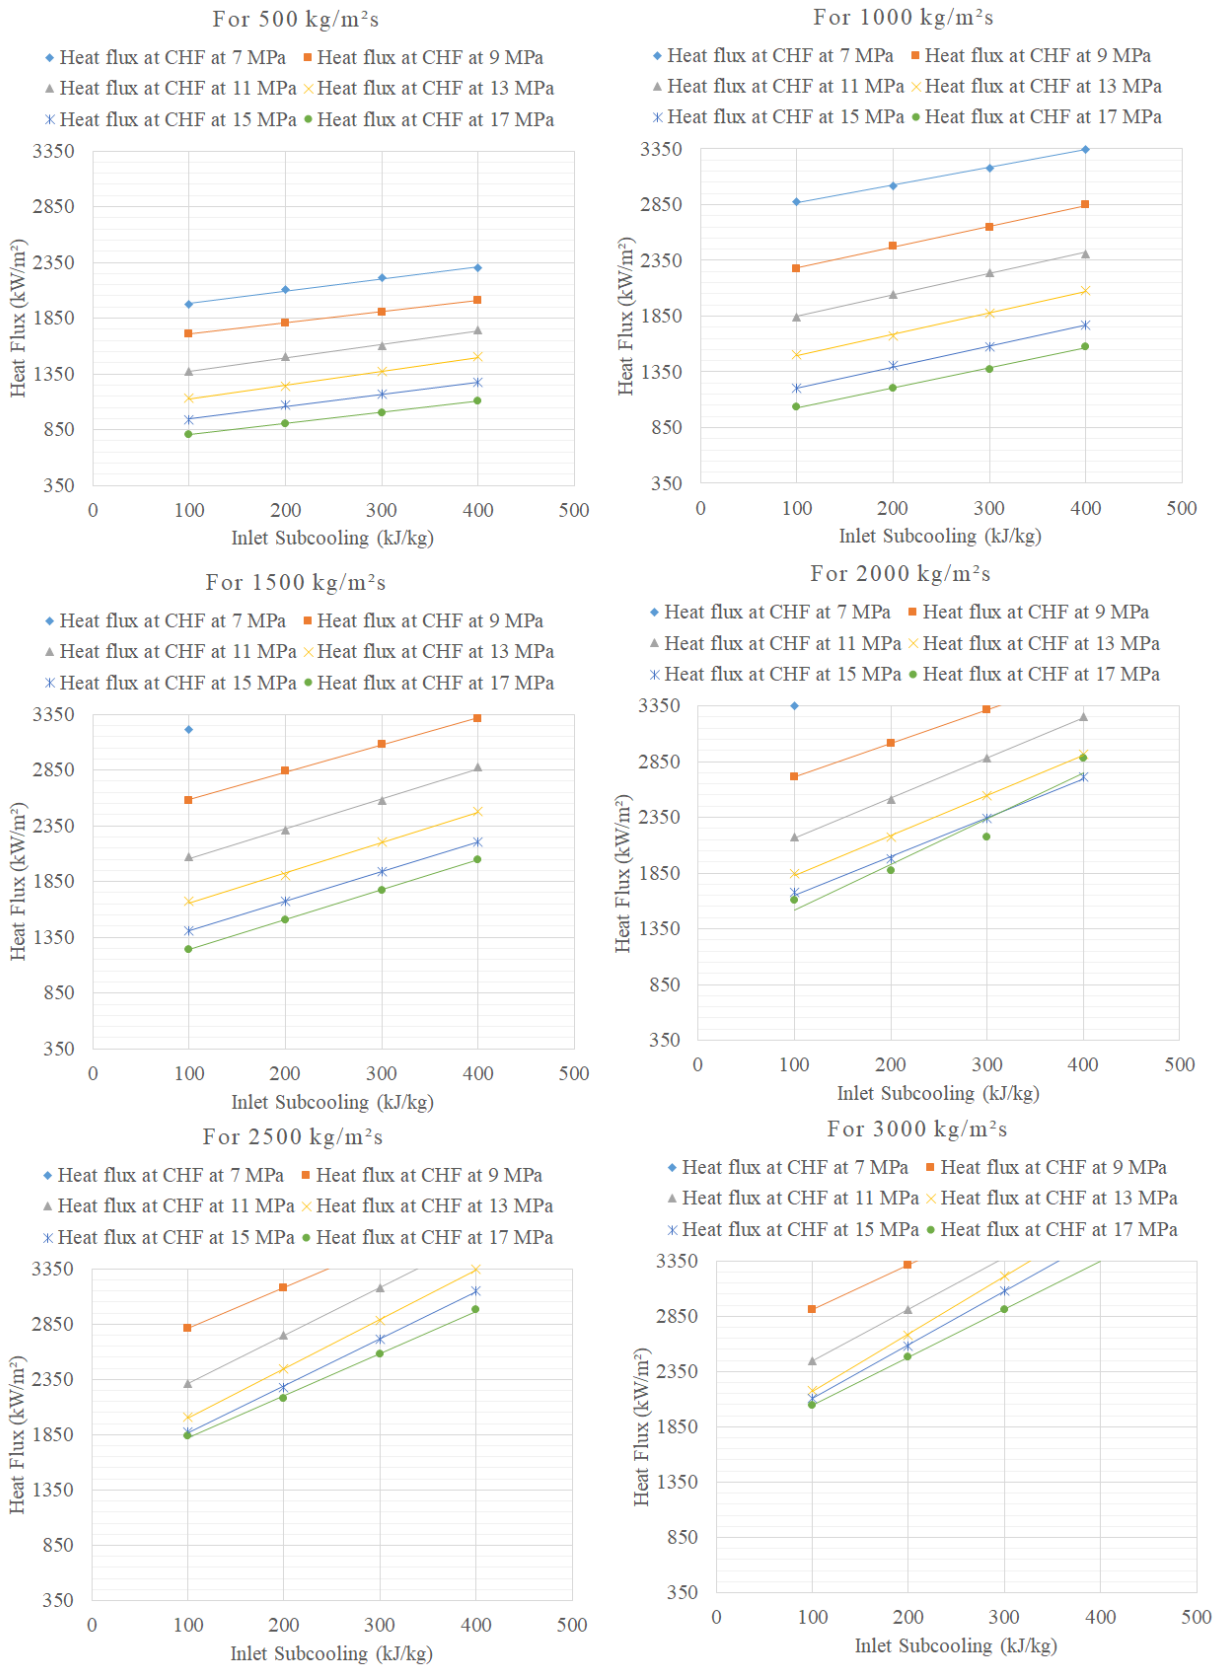 For 500 kg/m²s
Heat flux at CHF at 7 MPa Heat flux at CHF at 9 MPa
Heat flux at CHF at 11 MPa Heat flux at CHF at 13 MPa
Heat flux at CHF at 15 MPa Heat flux at CHF at 17 MPa
3350
2850
2350
1850
1350
850
350
Heat Flux (kW/m²)
0 100 200 300 400 500
Inlet Subcooling (kJ/kg)
For 1000 kg/m²s
Heat flux at CHF at 7 MPa Heat flux at CHF at 9 MPa
Heat flux at CHF at 11 MPa Heat flux at CHF at 13 MPa
Heat flux at CHF at 15 MPa Heat flux at CHF at 17 MPa
3350
2850
2350
1850
1350
850
350
Heat Flux (kW/m²)
0 100 200 300 400 500
Inlet Subcooling (kJ/kg)
For 1500 kg/m²s
Heat flux at CHF at 7 MPa Heat flux at CHF at 9 MPa
Heat flux at CHF at 11 MPa Heat flux at CHF at 13 MPa
Heat flux at CHF at 15 MPa Heat flux at CHF at 17 MPa
3350
2850
2350
1850
1350
850
350
Heat Flux (kW/m²)
0 100 200 300 400 500
Inlet Subcooling (kJ/kg)
For 2000 kg/m²s
Heat flux at CHF at 7 MPa Heat flux at CHF at 9 MPa
Heat flux at CHF at 11 MPa Heat flux at CHF at 13 MPa
Heat flux at CHF at 15 MPa Heat flux at CHF at 17 MPa
3350
2850
2350
1850
1350
850
350
Heat Flux (kW/m²)
0 100 200 300 400 500
Inlet Subcooling (kJ/kg)
For 2500 kg/m²s
Heat flux at CHF at 7 MPa Heat flux at CHF at 9 MPa
Heat flux at CHF at 11 MPa Heat flux at CHF at 13 MPa
Heat flux at CHF at 15 MPa Heat flux at CHF at 17 MPa
3350
2850
2350
1850
1350
850
350
Heat Flux (kW/m²)
0 100 200 300 400 500
Inlet Subcooling (kJ/kg)
For 3000 kg/m²s
Heat flux at CHF at 7 MPa Heat flux at CHF at 9 MPa
Heat flux at CHF at 11 MPa Heat flux at CHF at 13 MPa
Heat flux at CHF at 15 MPa Heat flux at CHF at 17 MPa
3350
2850
2350
1850
1350
850
350
Heat Flux (kW/m²)
0 100 200 300 400 500
Inlet Subcooling (kJ/kg)